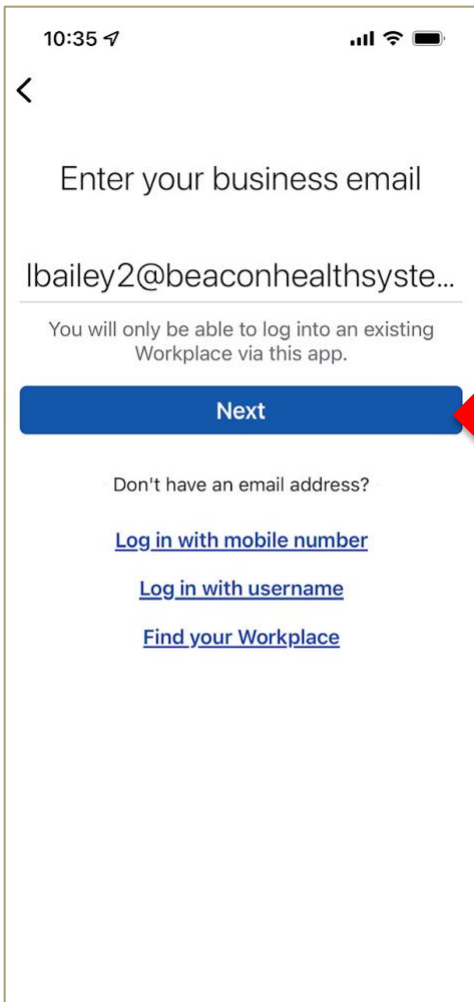 10:35
Enter your business email
lbailey2@beaconhealthsyste...
You will only be able to log into an existing
Workplace via this app.
Next
Don't have an email address?
Log in with mobile number
Log in with username
Find your Workplace